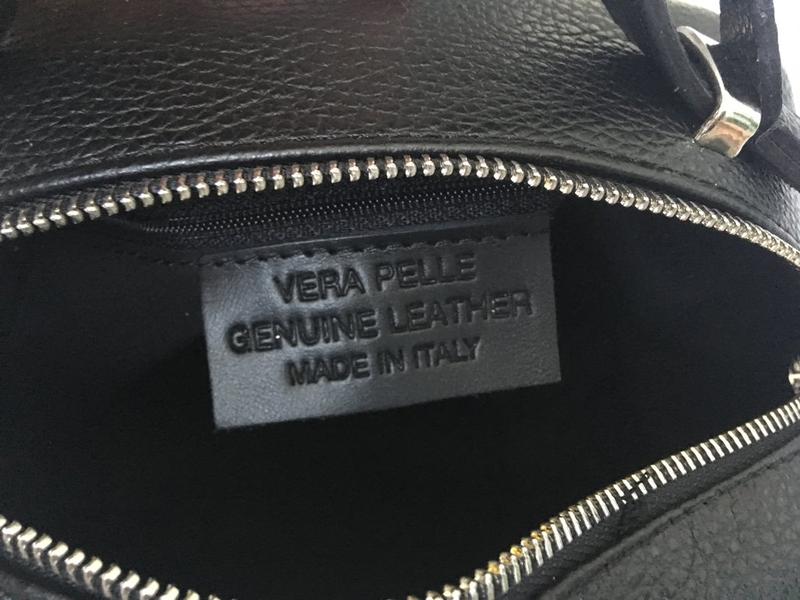 VERA PELLE
GENUINE LEATHER
MADE IN ITALY